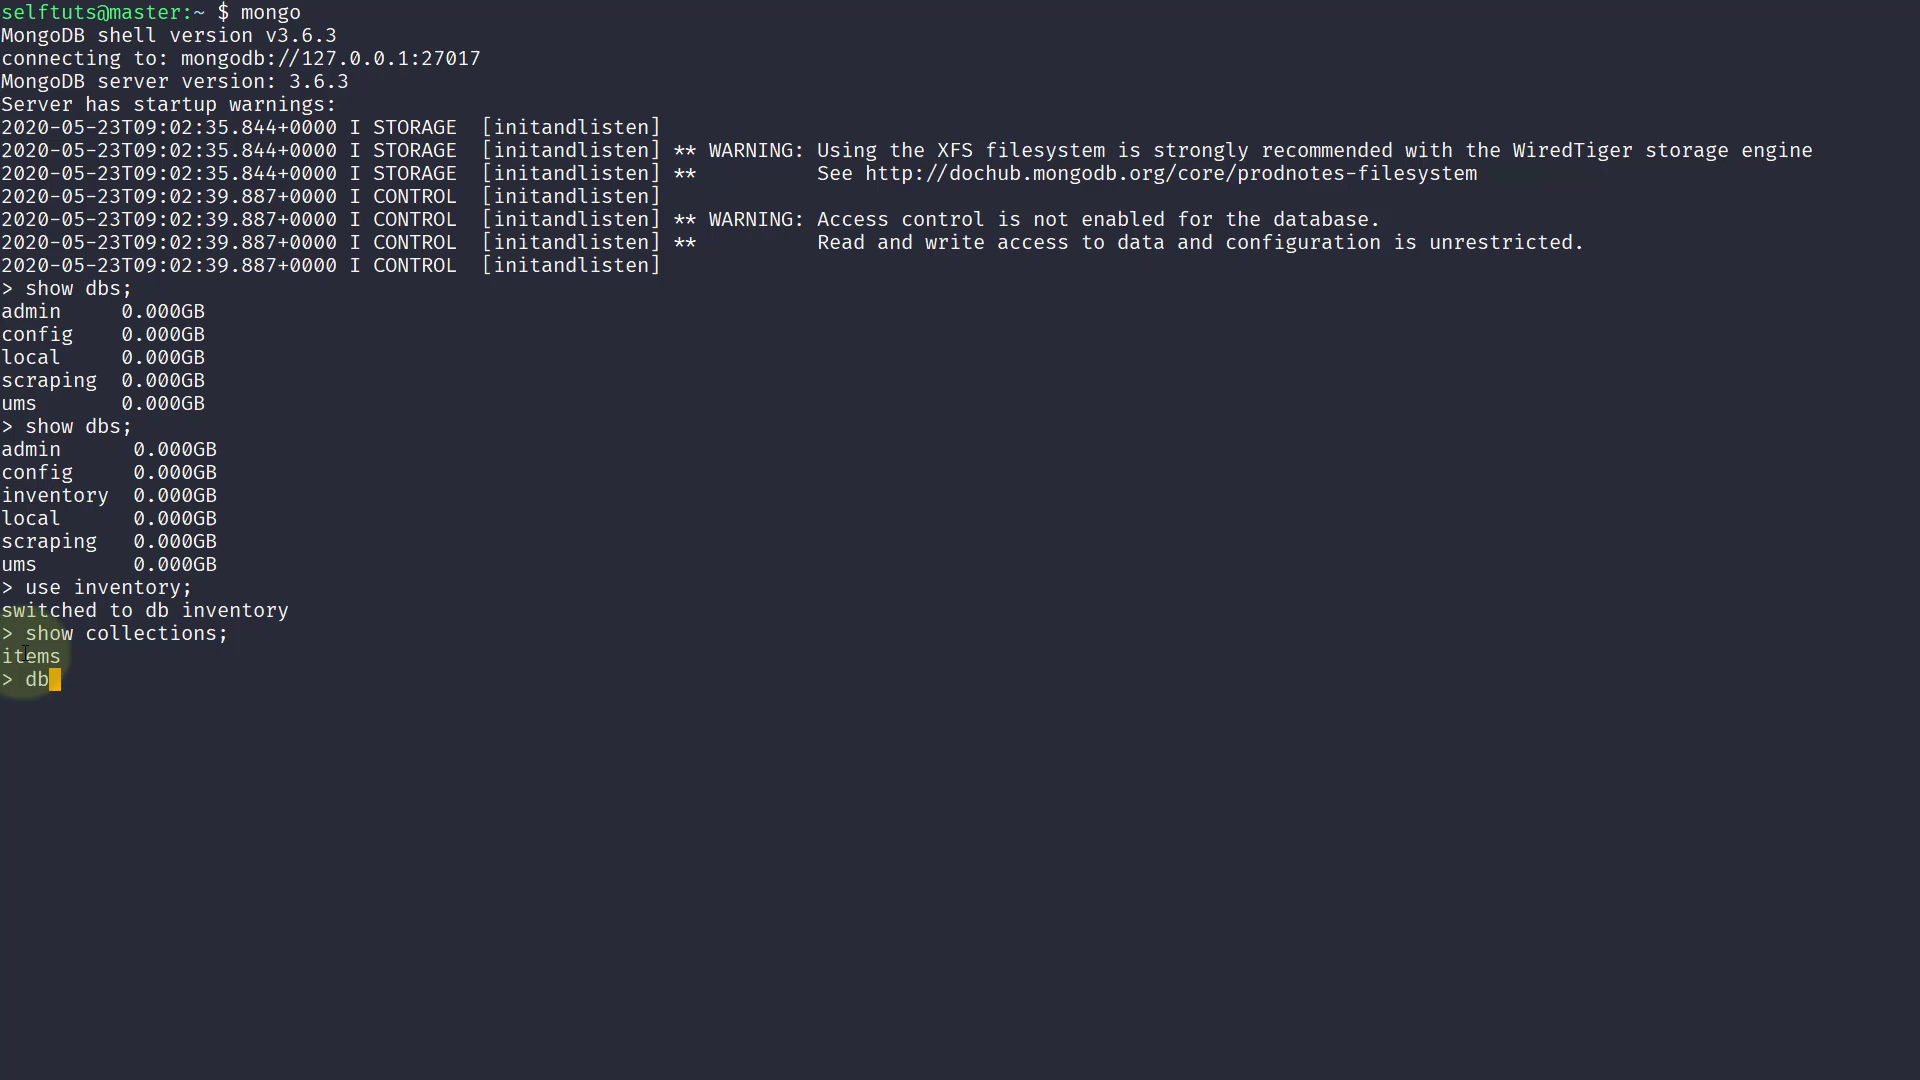 selftuts@master:~ $ mongo
MongoDB shell version v3.6.3
connecting to: mongodb://127.0.0.1:27017
MongoDB server version: 3.6.3
Server has startup warnings:
2020-05-23T09:02:35.844+0000 I STORAGE  [initandlisten]
2020-05-23T09:02:35.844+0000 I STORAGE  [initandlisten] ** WARNING: Using the XFS filesystem is strongly recommended with the WiredTiger storage engine
2020-05-23T09:02:35.844+0000 I STORAGE  [initandlisten] **          See http://dochub.mongodb.org/core/prodnotes-filesystem
2020-05-23T09:02:39.887+0000 I CONTROL  [initandlisten]
2020-05-23T09:02:39.887+0000 I CONTROL  [initandlisten] ** WARNING: Access control is not enabled for the database.
2020-05-23T09:02:39.887+0000 I CONTROL  [initandlisten] **          Read and write access to data and configuration is unrestricted.
2020-05-23T09:02:39.887+0000 I CONTROL  [initandlisten]
> show dbs;
admin     0.000GB
config    0.000GB
local     0.000GB
scraping  0.000GB
ums       0.000GB
> show dbs;
admin      0.000GB
config     0.000GB
inventory  0.000GB
local      0.000GB
scraping   0.000GB
ums        0.000GB
> use inventory;
switched to db inventory
> show collections;
items
> db